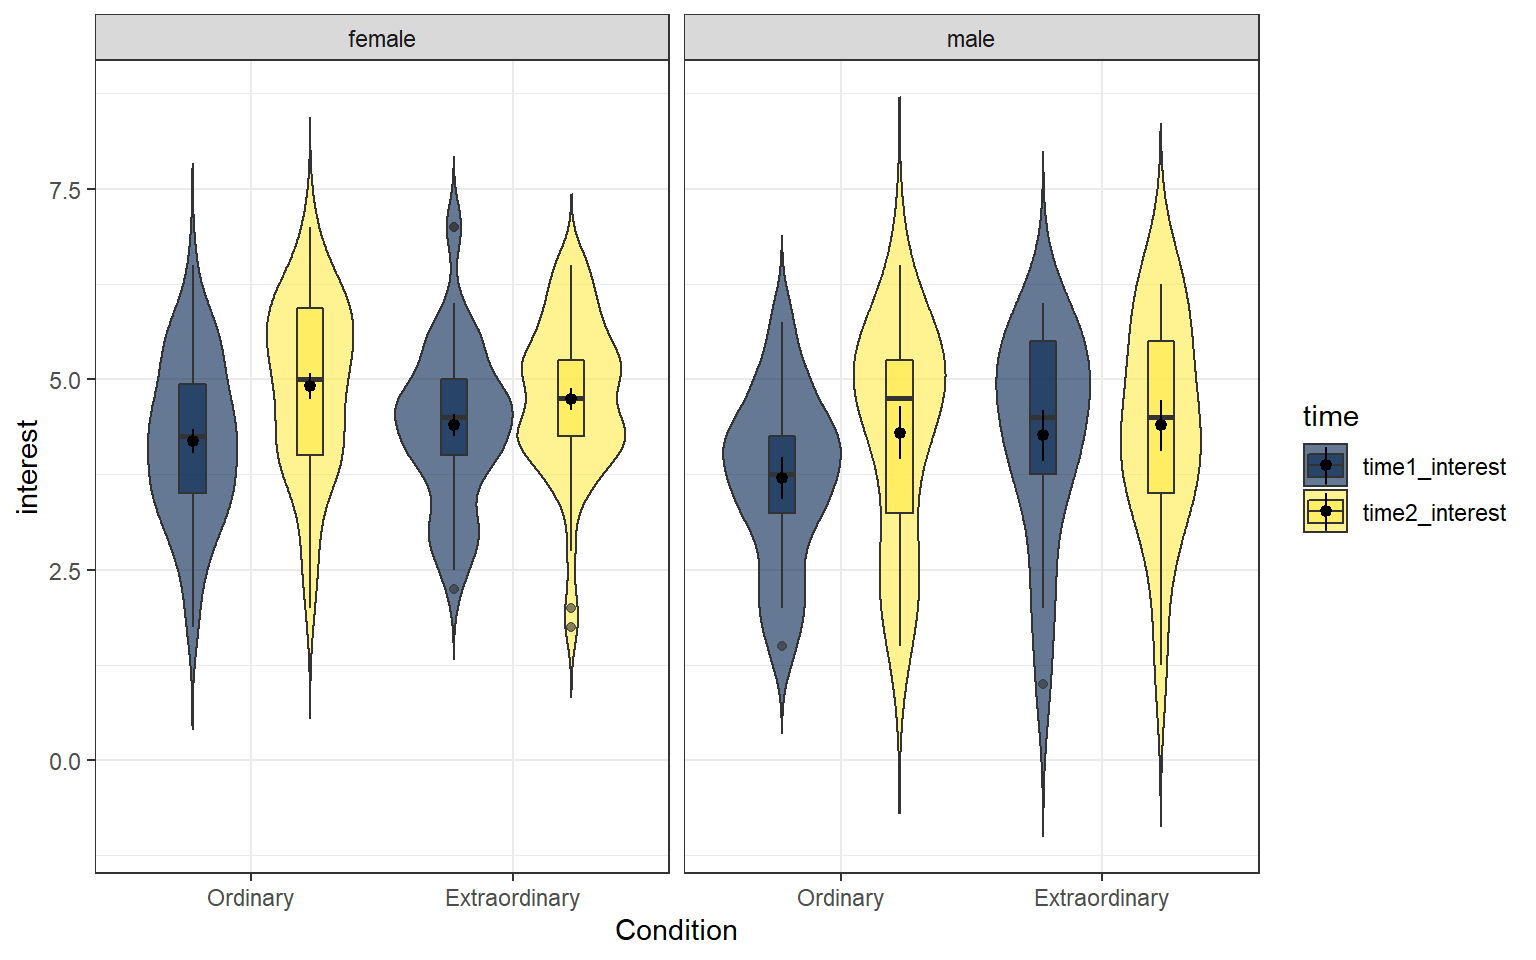 female
male
interest
7.5
5.0
2.5
0.0
Ordinary
Extraordinary
Ordinary
Extraordinary
Condition
time
time1_interest
time2_interest